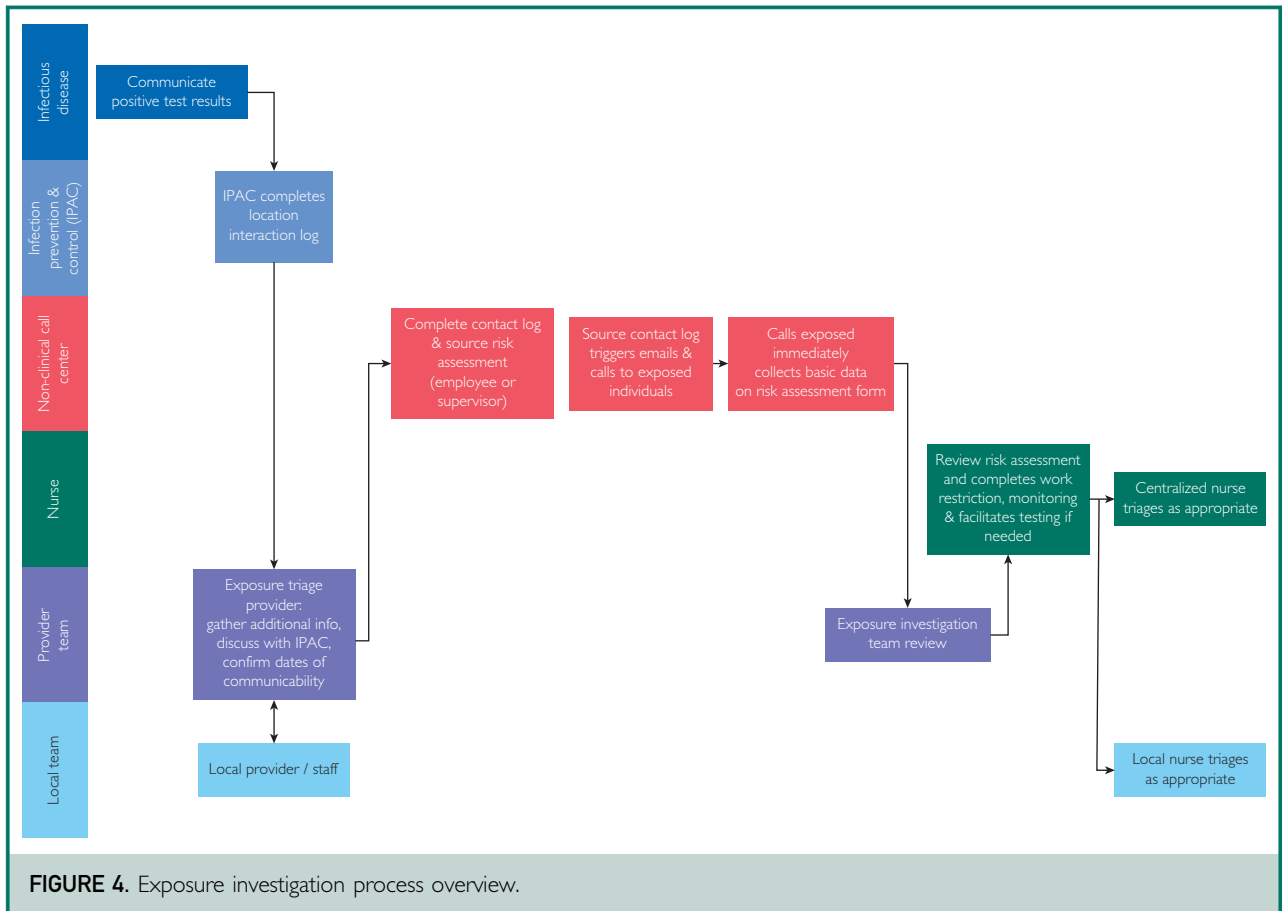 Infectious
disease
Communicate
positive test results
Infection
prevention &
control (IPAC)
IPAC completes
location
interaction log
Non-clinical call
center
Complete contact log
& source risk
assessment
(employee or
supervisor)
Source contact log
triggers emails &
calls to exposed
individuals
Calls exposed
immediately
collects basic data
on risk assessment form
Nurse
Review risk assessment
and completes work
restriction, monitoring
& facilitates testing if
needed
Centralized nurse
triages as appropriate
Provider
team
Exposure triage
provider:
gather additional info,
discuss with IPAC,
confirm dates of
communicability
Exposure investigation
team review
Local team
Local provider / staff
Local nurse triages
as appropriate
FIGURE 4. Exposure investigation process overview.